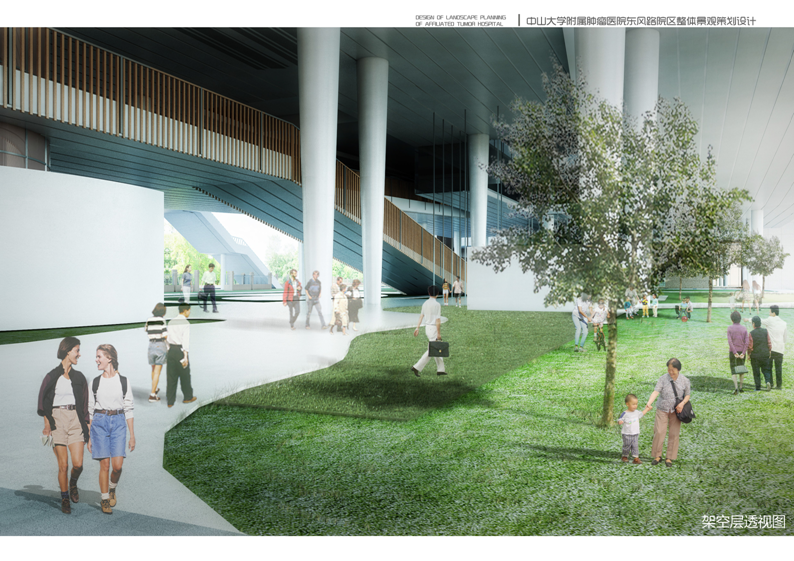 DESIGN OF LANDSCAPE PLANNING
OF AFFILIATED TUMOR HOSPITAL
中山大学附属肿瘤医院东风路院区整体景观策划设计
架空层透视图